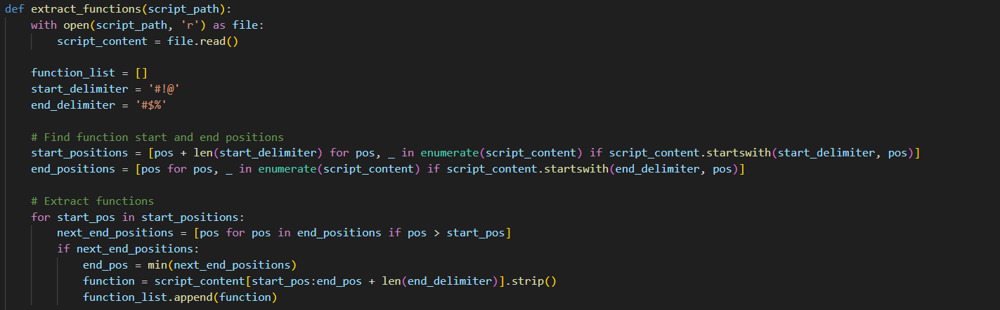 def extract_functions(script_path):
    with open(script_path, 'r') as file:
        script_content = file.read()

    function_list = []
    start_delimiter = '#!@'
    end_delimiter = '#$%'

    # Find function start and end positions
    start_positions = [pos + len(start_delimiter) for pos, _ in enumerate(script_content) if script_content.startswith(start_delimiter, pos)]
    end_positions = [pos for pos, _ in enumerate(script_content) if script_content.startswith(end_delimiter, pos)]

    # Extract functions
    for start_pos in start_positions:
        next_end_positions = [pos for pos in end_positions if pos > start_pos]
        if next_end_positions:
            end_pos = min(next_end_positions)
            function = script_content[start_pos:end_pos + len(end_delimiter)].strip()
            function_list.append(function)